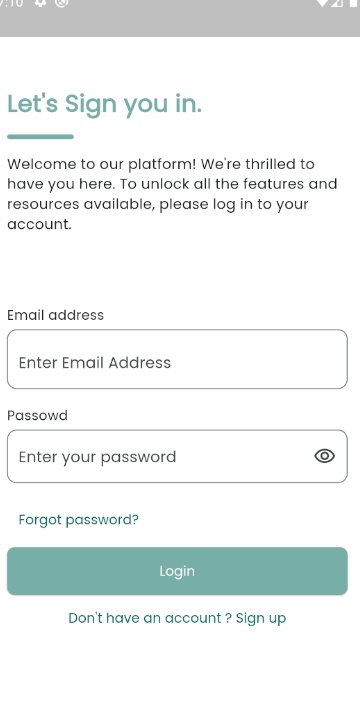 7:10
Let's Sign you in.
Welcome to our platform! We're thrilled to
have you here. To unlock all the features and
resources available, please log in to your
account.
Email address
Enter Email Address
Passowd
Enter your password
Forgot password?
Login
Don't have an account ? Sign up